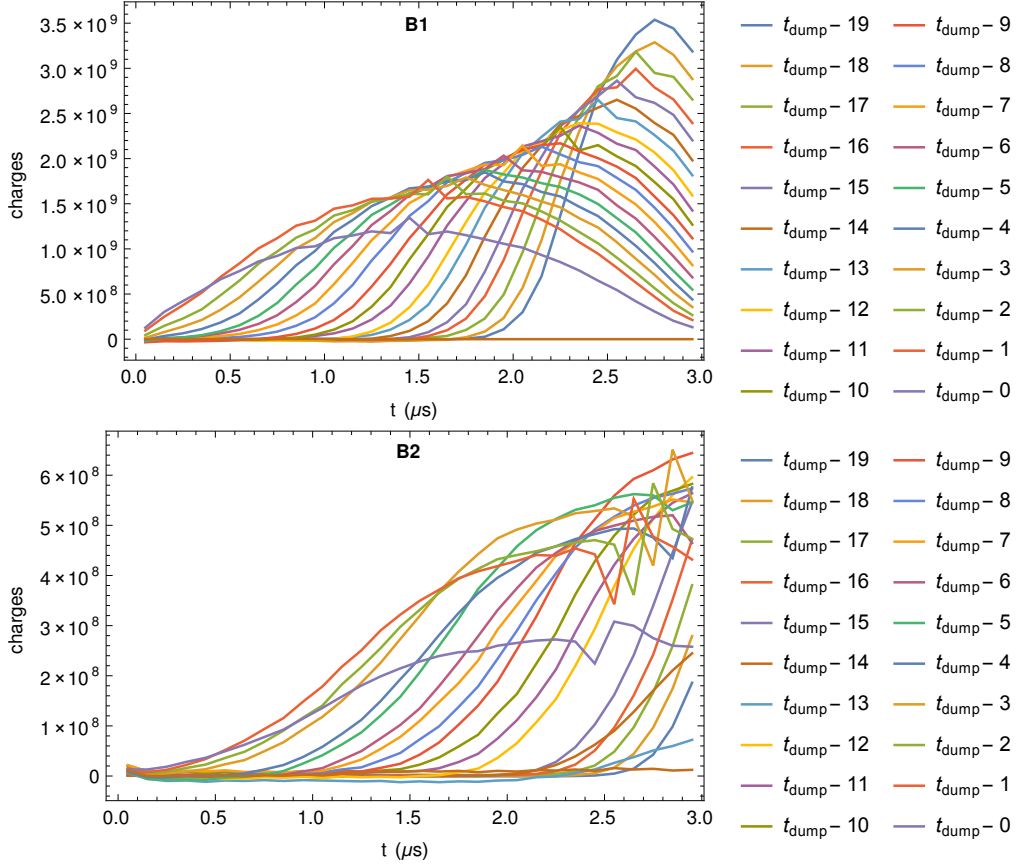 B1
3.5 × 10⁹
3.0 × 10⁹
2.5 × 10⁹
2.0 × 10⁹
1.5 × 10⁹
1.0 × 10⁹
5.0 × 10⁸
0
charges
0.0 0.5 1.0 1.5 2.0 2.5 3.0
t (μs)
t_dump – 19 t_dump – 9
t_dump – 18 t_dump – 8
t_dump – 17 t_dump – 7
t_dump – 16 t_dump – 6
t_dump – 15 t_dump – 5
t_dump – 14 t_dump – 4
t_dump – 13 t_dump – 3
t_dump – 12 t_dump – 2
t_dump – 11 t_dump – 1
t_dump – 10 t_dump – 0
B2
6 × 10⁸
5 × 10⁸
4 × 10⁸
3 × 10⁸
2 × 10⁸
1 × 10⁸
0
charges
0.0 0.5 1.0 1.5 2.0 2.5 3.0
t (μs)
t_dump – 19 t_dump – 9
t_dump – 18 t_dump – 8
t_dump – 17 t_dump – 7
t_dump – 16 t_dump – 6
t_dump – 15 t_dump – 5
t_dump – 14 t_dump – 4
t_dump – 13 t_dump – 3
t_dump – 12 t_dump – 2
t_dump – 11 t_dump – 1
t_dump – 10 t_dump – 0